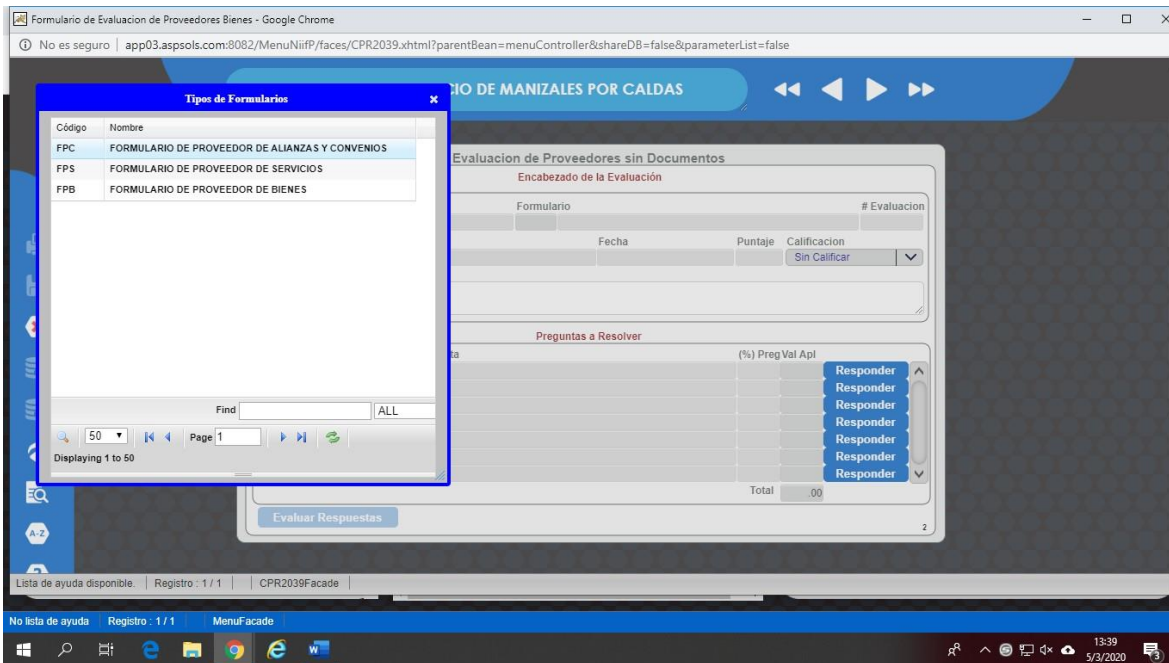 Formulario de Evaluacion de Proveedores Bienes - Google Chrome
No es seguro | app03.aspsols.com:8082/MenuNiifP/faces/CPR2039.xhtml?parentBean=menuController&shareDB=false&parameterList=false
IO DE MANIZALES POR CALDAS
Tipos de Formularios
Código Nombre
FPC FORMULARIO DE PROVEEDOR DE ALIANZAS Y CONVENIOS
FPS FORMULARIO DE PROVEEDOR DE SERVICIOS
FPB FORMULARIO DE PROVEEDOR DE BIENES
Find ALL
50 Page 1
Displaying 1 to 50
Evaluacion de Proveedores sin Documentos
Encabezado de la Evaluación
Formulario # Evaluacion
Fecha Puntaje Calificacion
Sin Calificar
Preguntas a Resolver
ta (%) Preg Val Apl
Responder
Responder
Responder
Responder
Responder
Responder
Responder
Total .00
Evaluar Respuestas
2
A-Z
Lista de ayuda disponible. Registro : 1 / 1 CPR2039Facade
No lista de ayuda Registro : 1 / 1 MenuFacade
13:39
5/3/2020
3